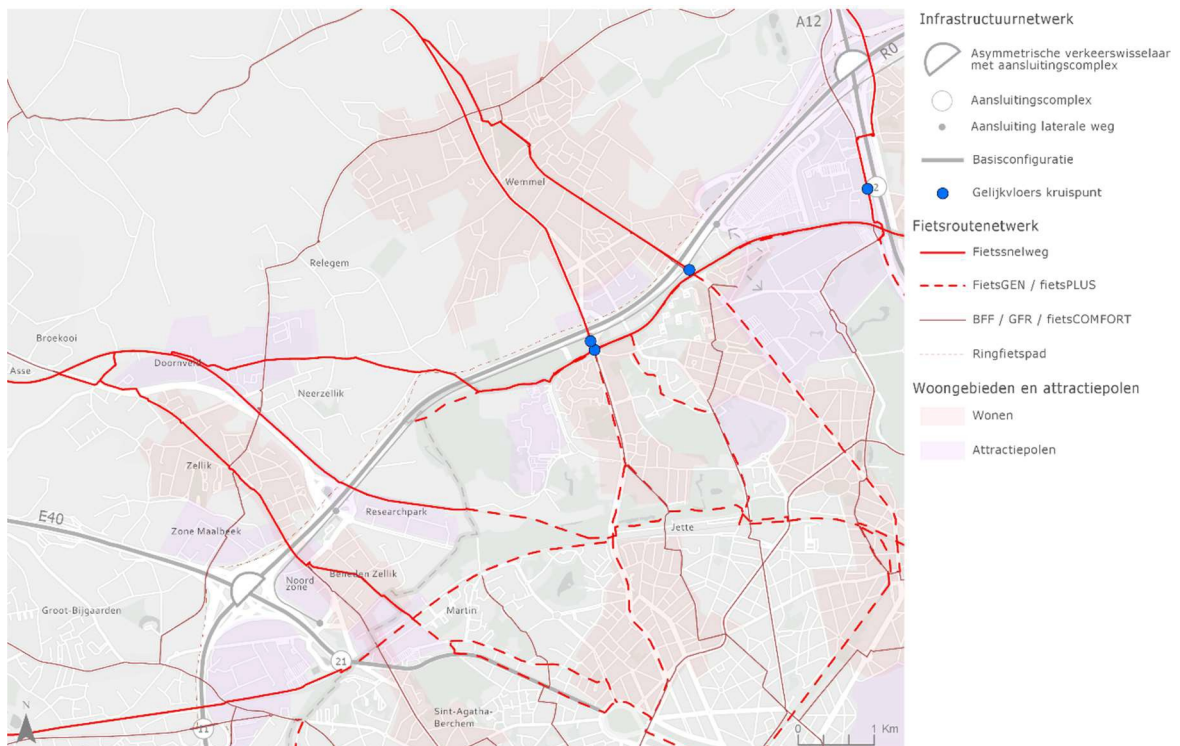 A12
R0
2
Wemmel
Relegem
Broekooi
Asse
Doornveld
Neerzellik
Zellik
E40
Zone Maalbeek
Researchpark
Jette
Noord
zone
Beneden Zellik
Groot-Bijgaarden
Martin
21
11
Sint-Agatha-
Berchem
N
0
1 Km
Infrastructuurnetwerk
Asymmetrische verkeerswisselaar
met aansluitingscomplex
Aansluitingscomplex
Aansluiting laterale weg
Basisconfiguratie
Gelijkvloers kruispunt
Fietsroutenetwerk
Fietssnelweg
FietsGEN / fietsPLUS
BFF / GFR / fietsCOMFORT
Ringfietspad
Woongebieden en attractiepolen
Wonen
Attractiepolen